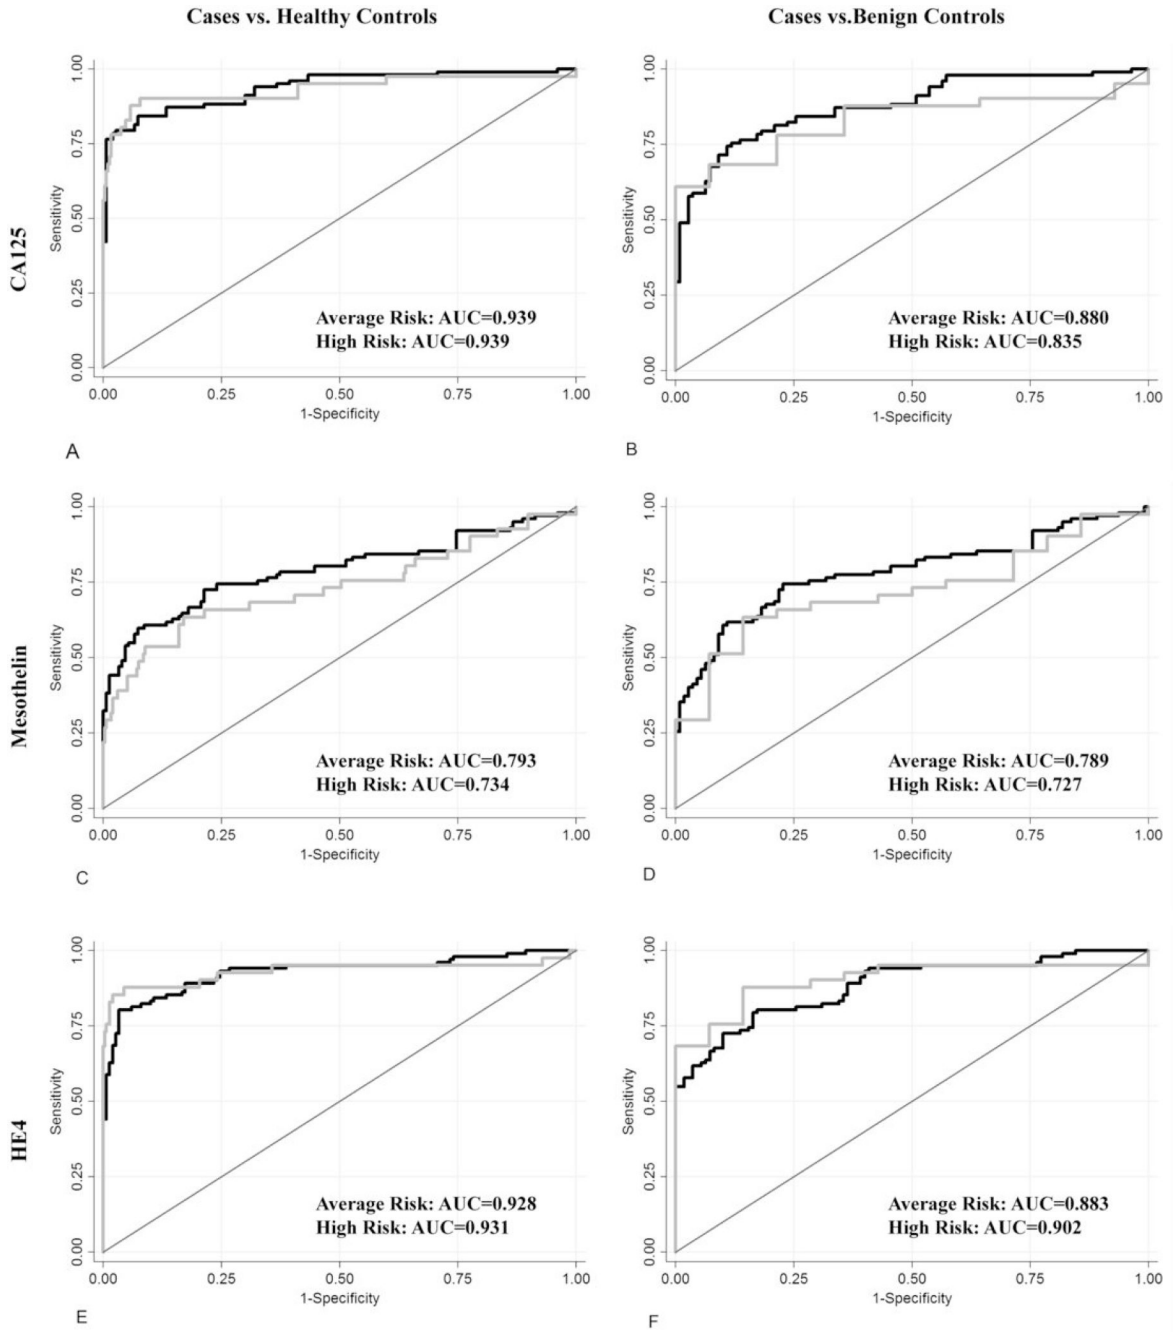 Cases vs. Healthy Controls
Cases vs.Benign Controls
CA125
Sensitivity
1.00
0.75
0.50
0.25
0.00
Average Risk: AUC=0.939
High Risk: AUC=0.939
0.00 0.25 0.50 0.75 1.00
1-Specificity
A
Sensitivity
1.00
0.75
0.50
0.25
0.00
Average Risk: AUC=0.880
High Risk: AUC=0.835
0.00 0.25 0.50 0.75 1.00
1-Specificity
B
Mesothelin
Sensitivity
1.00
0.75
0.50
0.25
0.00
Average Risk: AUC=0.793
High Risk: AUC=0.734
0.00 0.25 0.50 0.75 1.00
1-Specificity
C
Sensitivity
1.00
0.75
0.50
0.25
0.00
Average Risk: AUC=0.789
High Risk: AUC=0.727
0.00 0.25 0.50 0.75 1.00
1-Specificity
D
HE4
Sensitivity
1.00
0.75
0.50
0.25
0.00
Average Risk: AUC=0.928
High Risk: AUC=0.931
0.00 0.25 0.50 0.75 1.00
1-Specificity
E
Sensitivity
1.00
0.75
0.50
0.25
0.00
Average Risk: AUC=0.883
High Risk: AUC=0.902
0.00 0.25 0.50 0.75 1.00
1-Specificity
F